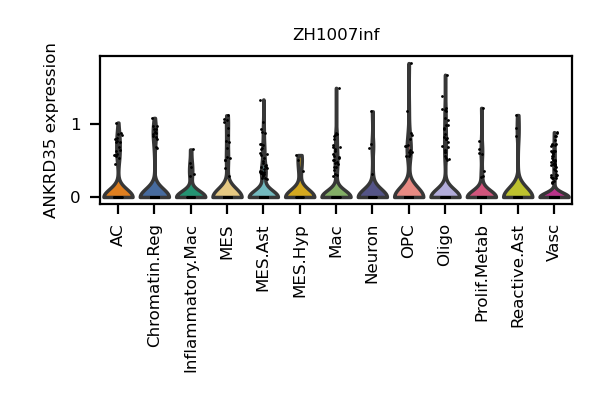 ZH1007inf
ANKRD35 expression
1
0
AC
Chromatin.Reg
Inflammatory.Mac
MES
MES.Ast
MES.Hyp
Mac
Neuron
OPC
Oligo
Prolif.Metab
Reactive.Ast
Vasc